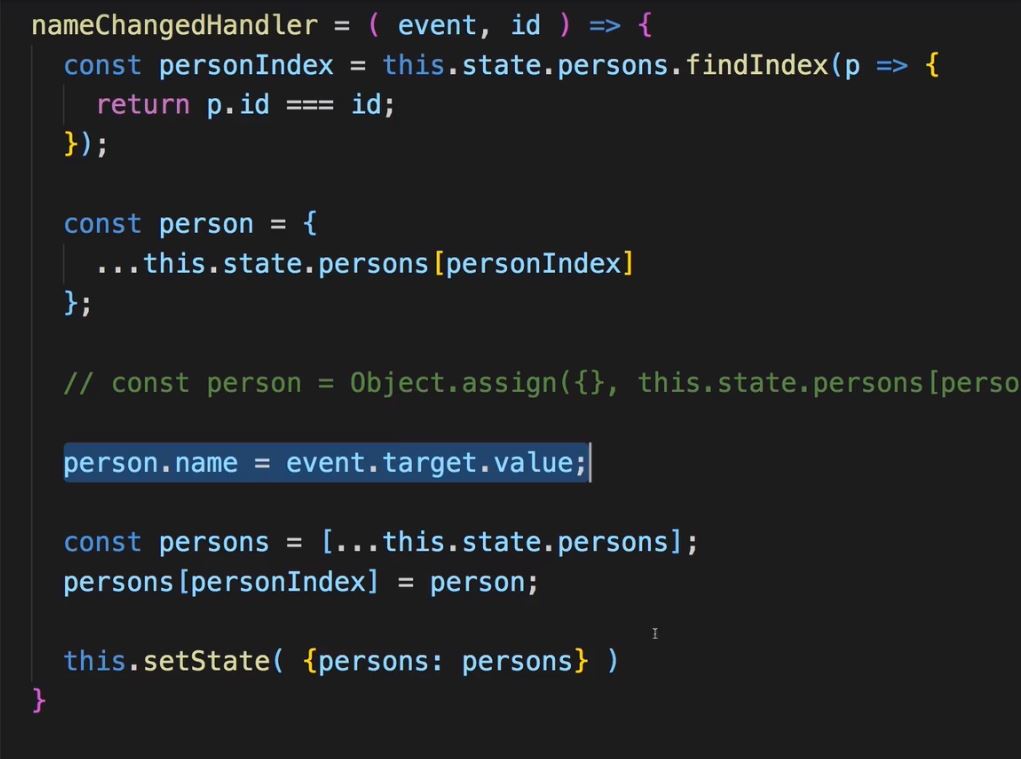 nameChangedHandler = ( event, id ) => {
const personIndex = this.state.persons.findIndex(p => {
return p.id === id;
});
const person = {
...this.state.persons[personIndex]
};
// const person = Object.assign({}, this.state.persons[perso
person.name = event.target.value;
const persons = [...this.state.persons];
persons[personIndex] = person;
this.setState( {persons: persons} )
}